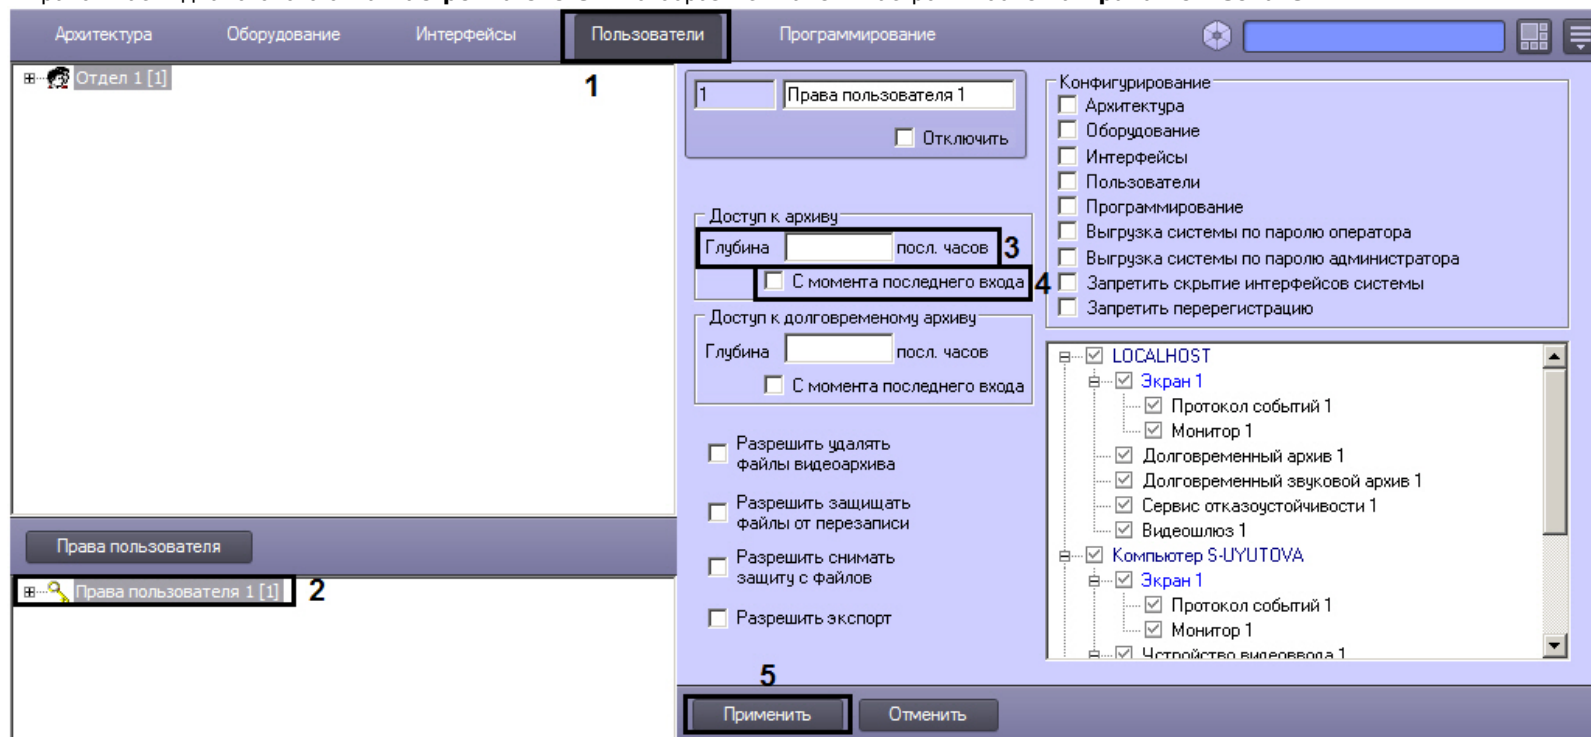 Архитектура Оборудование Интерфейсы Пользователи Программирование
1
Отдел 1 [1]
Права пользователя
Права пользователя 1 [1] 2
1 Права пользователя 1
Отключить
Доступ к архиву
Глубина посл. часов 3
С момента последнего входа 4
Доступ к долговременому архиву
Глубина посл. часов
С момента последнего входа
Разрешить удалять
файлы видеоархива
Разрешить защищать
файлы от перезаписи
Разрешить снимать
защиту с файлов
Разрешить экспорт
Конфигурирование
Архитектура
Оборудование
Интерфейсы
Пользователи
Программирование
Выгрузка системы по паролю оператора
Выгрузка системы по паролю администратора
Запретить скрытие интерфейсов системы
Запретить перерегистрацию
LOCALHOST
Экран 1
Протокол событий 1
Монитор 1
Долговременный архив 1
Долговременный звуковой архив 1
Сервис отказоустойчивости 1
Видеошлюз 1
Компьютер S-UYUTOVA
Экран 1
Протокол событий 1
Монитор 1
Устройство видеоввода 1
5
Применить Отменить